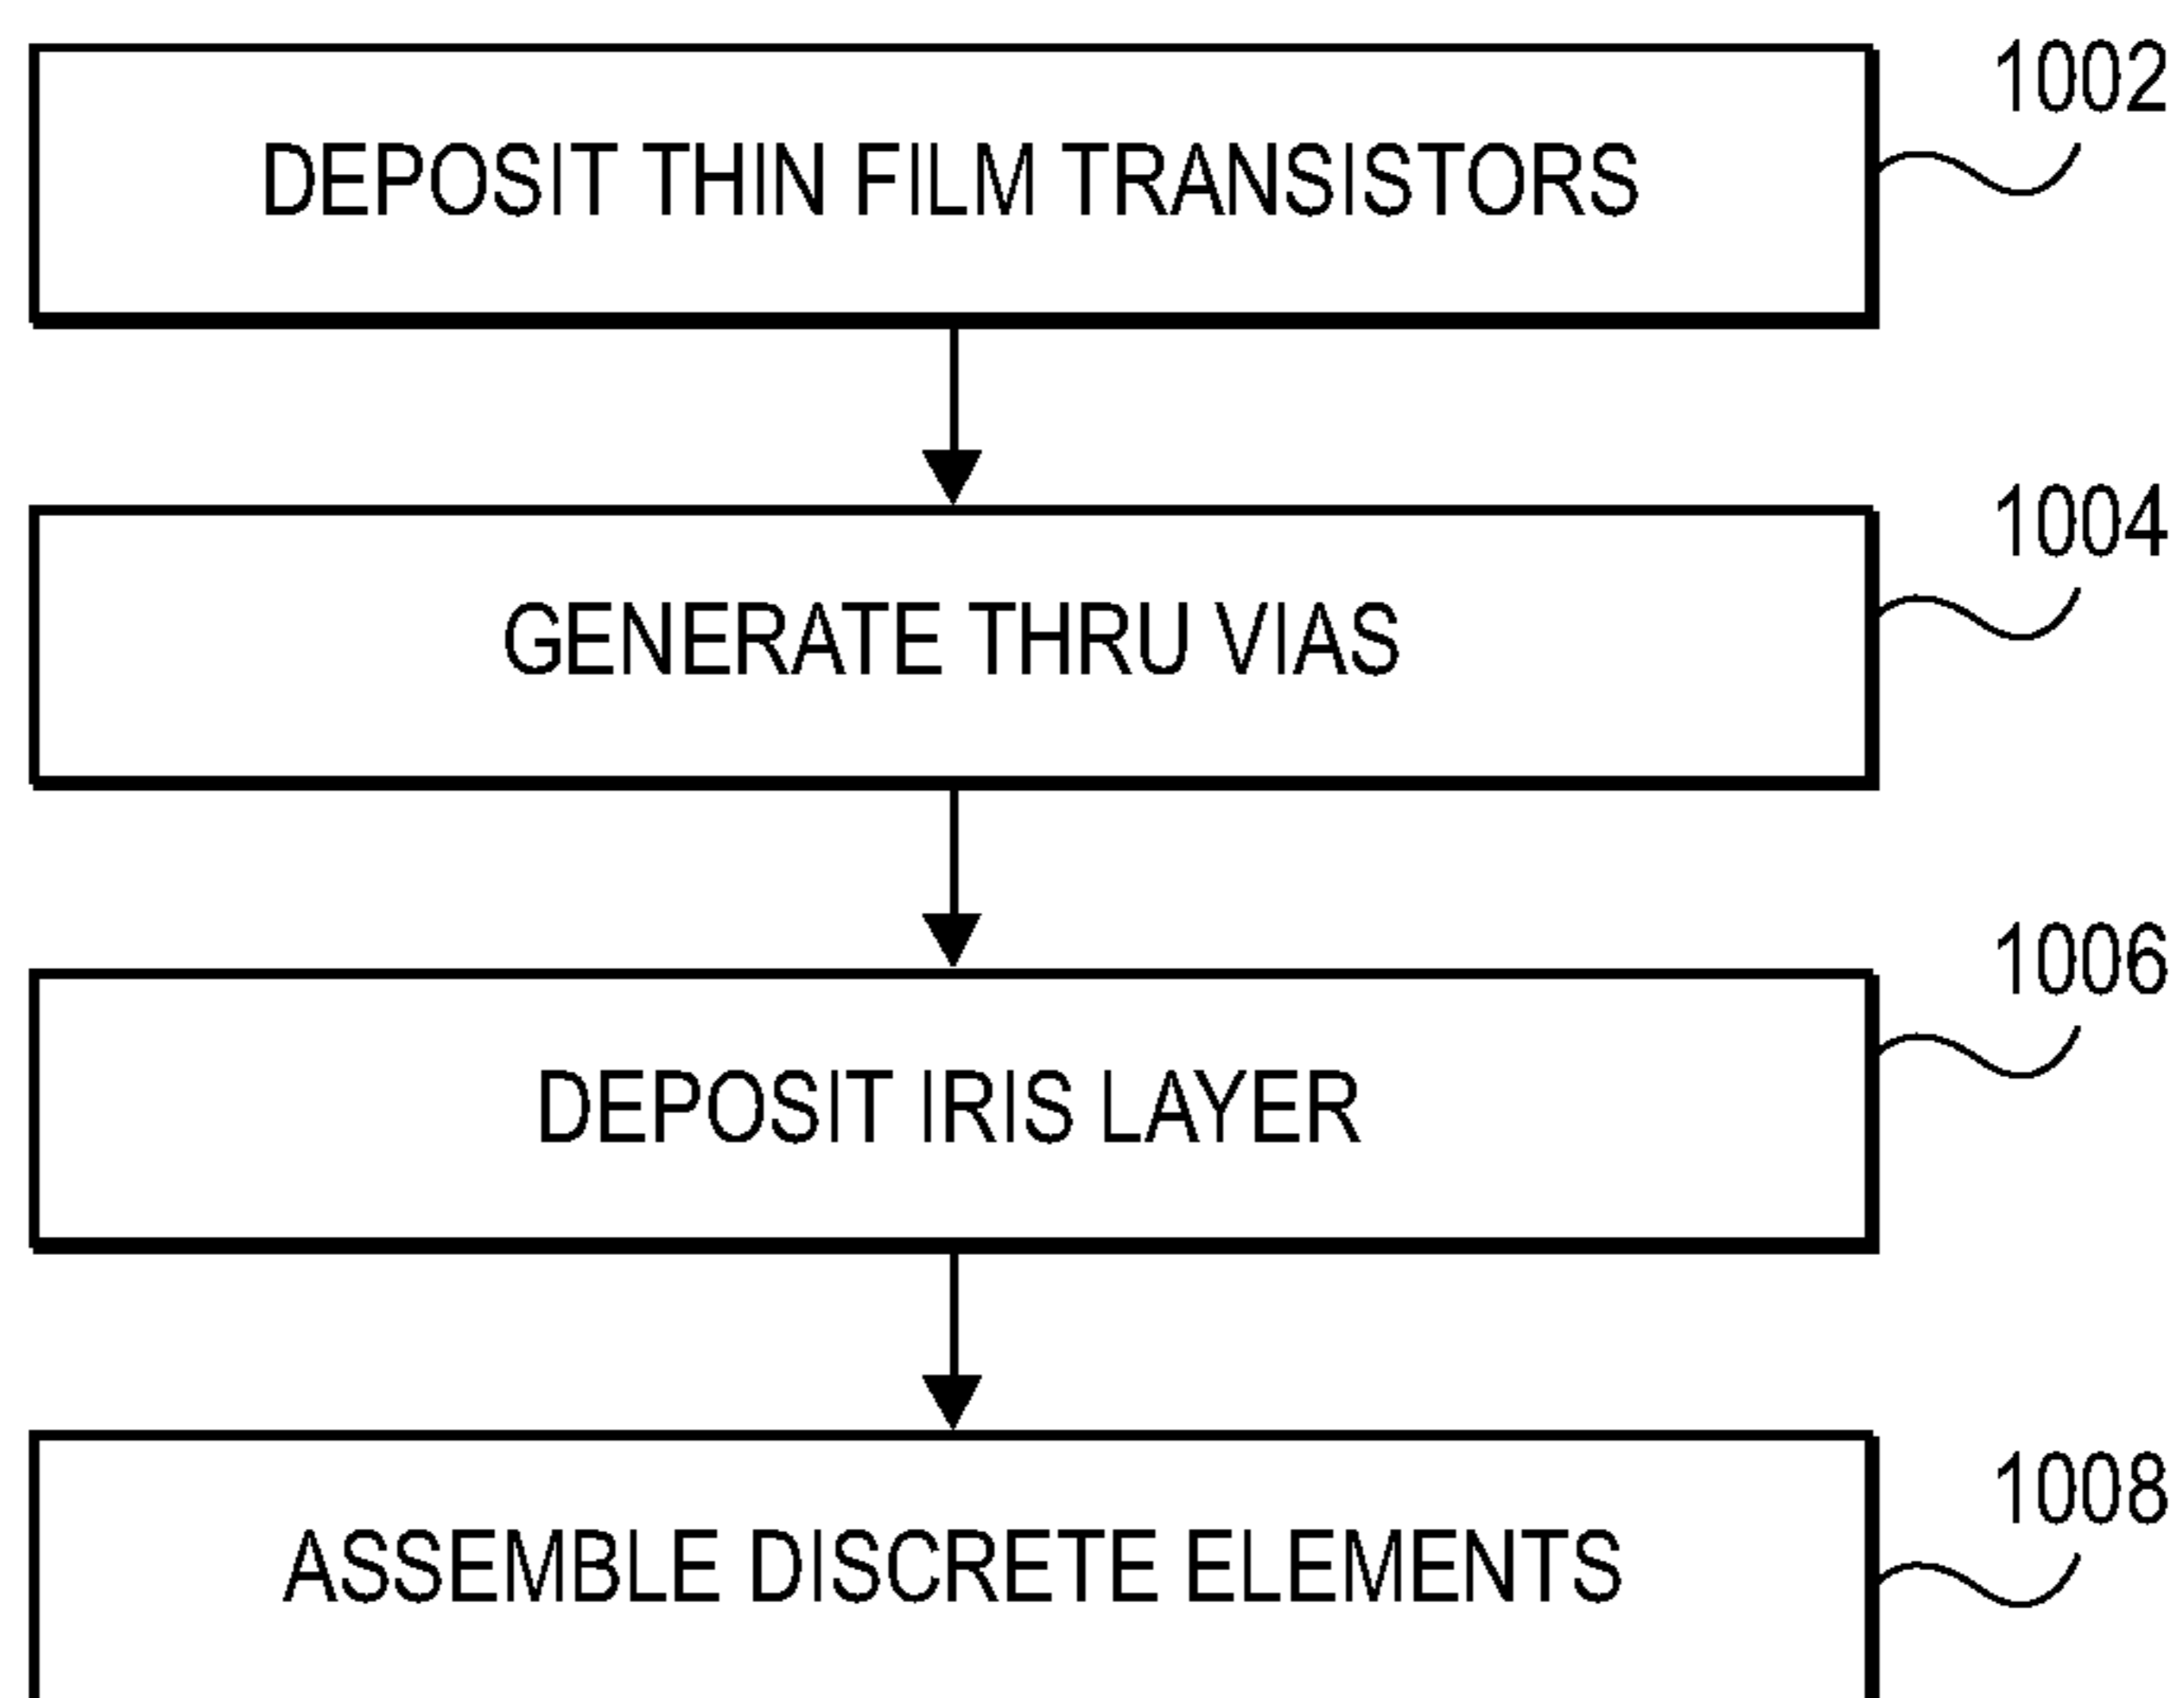 1002
DEPOSIT THIN FILM TRANSISTORS
1004
GENERATE THRU VIAS
1006
DEPOSIT IRIS LAYER
1008
ASSEMBLE DISCRETE ELEMENTS